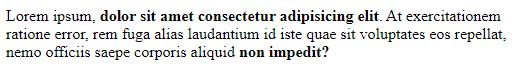 Lorem ipsum, dolor sit amet consectetur adipisicing elit. At exercitationem
ratione error, rem fuga alias laudantium id iste quae sit voluptates eos repellat,
nemo officiis saepe corporis aliquid non impedit?